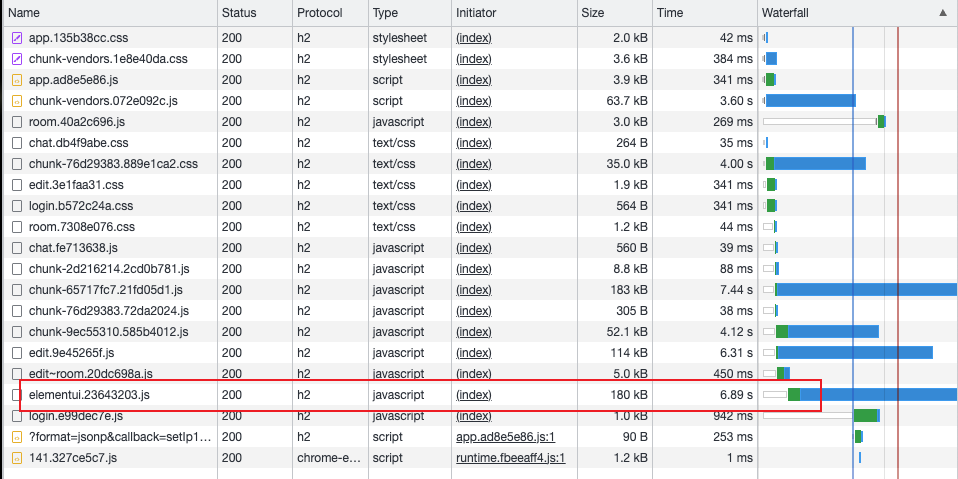 Name Status Protocol Type Initiator Size Time Waterfall
app.135b38cc.css 200 h2 stylesheet (index) 2.0 kB 42 ms
chunk-vendors.1e8e40da.css 200 h2 stylesheet (index) 3.6 kB 384 ms
app.ad8e5e86.js 200 h2 script (index) 3.9 kB 341 ms
chunk-vendors.072e092c.js 200 h2 script (index) 63.7 kB 3.60 s
room.40a2c696.js 200 h2 javascript (index) 3.0 kB 269 ms
chat.db4f9abe.css 200 h2 text/css (index) 264 B 35 ms
chunk-76d29383.889e1ca2.css 200 h2 text/css (index) 35.0 kB 4.00 s
edit.3e1faa31.css 200 h2 text/css (index) 1.9 kB 341 ms
login.b572c24a.css 200 h2 text/css (index) 564 B 341 ms
room.7308e076.css 200 h2 text/css (index) 1.2 kB 44 ms
chat.fe713638.js 200 h2 javascript (index) 560 B 39 ms
chunk-2d216214.2cd0b781.js 200 h2 javascript (index) 8.8 kB 88 ms
chunk-65717fc7.21fd05d1.js 200 h2 javascript (index) 183 kB 7.44 s
chunk-76d29383.72da2024.js 200 h2 javascript (index) 305 B 38 ms
chunk-9ec55310.585b4012.js 200 h2 javascript (index) 52.1 kB 4.12 s
edit.9e45265f.js 200 h2 javascript (index) 114 kB 6.31 s
edit~room.20dc698a.js 200 h2 javascript (index) 5.0 kB 450 ms
elementui.23643203.js 200 h2 javascript (index) 180 kB 6.89 s
login.e99dec7e.js 200 h2 javascript (index) 1.0 kB 942 ms
?format=jsonp&callback=setIp1... 200 h2 script app.ad8e5e86.js:1 90 B 253 ms
141.327ce5c7.js 200 chrome-e... script runtime.fbeeaff4.js:1 1.2 kB 1 ms